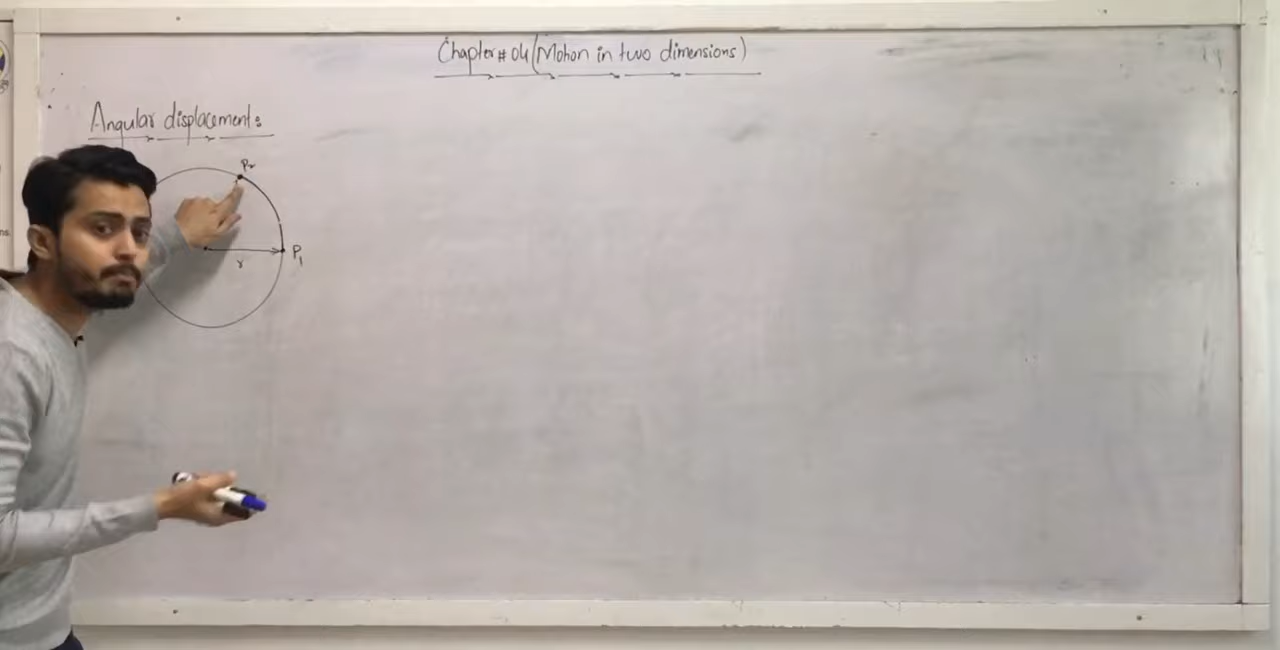 Chapter # 04 (Motion in two dimensions)
Angular displacement:
P₂
P₁
r